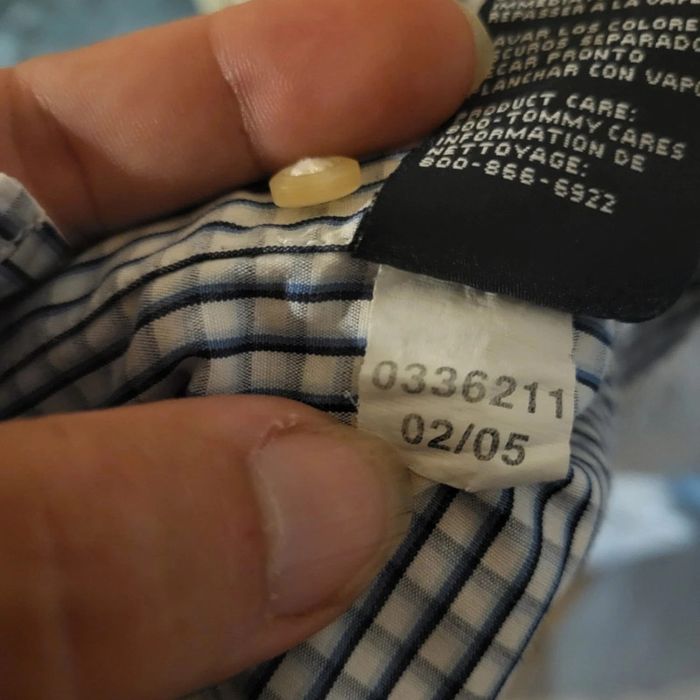 REPASSER A LA VAPEUR
LAVAR LOS COLORES
OSCUROS SEPARADO
SECAR PRONTO
PLANCHAR CON VAPOR
PRODUCT CARE:
800-TOMMY CARES
INFORMATION DE
NETTOYAGE:
800-866-6922
0336211
02/05